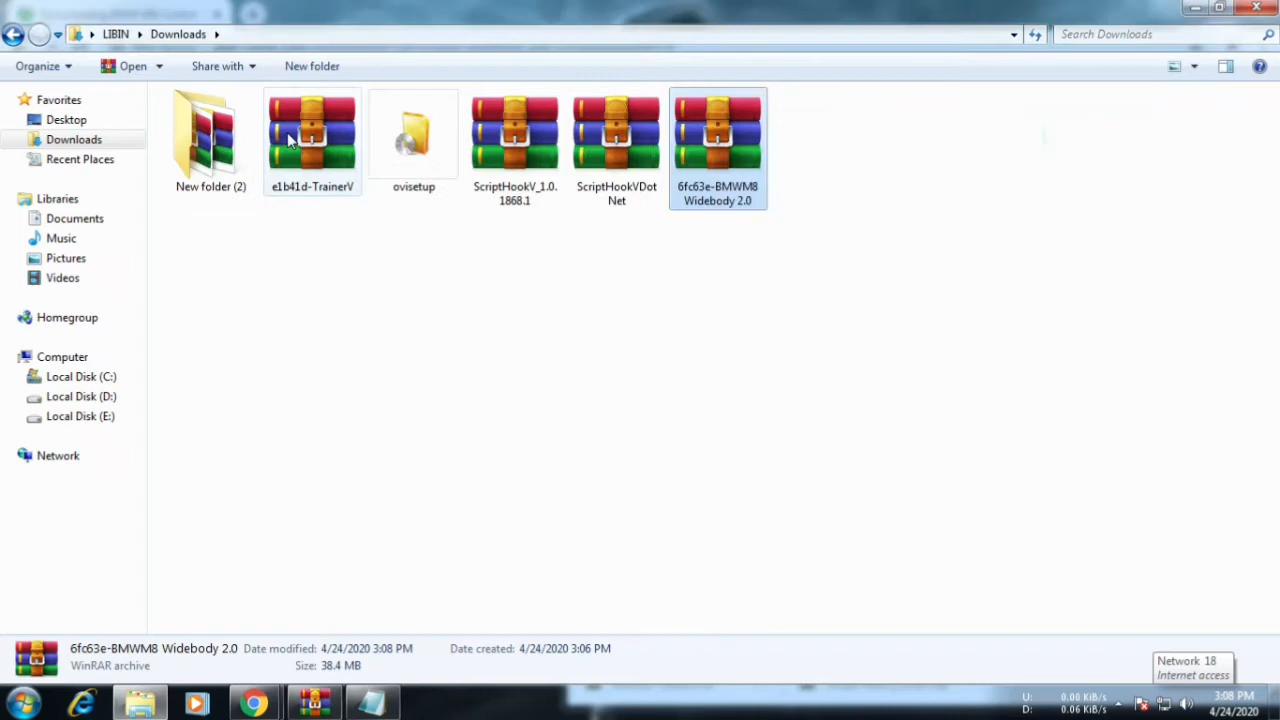 LIBIN
Downloads
Search Downloads
Organize
Open
Share with
New folder
Favorites
Desktop
Downloads
Recent Places
Libraries
Documents
Music
Pictures
Videos
Homegroup
Computer
Local Disk (C:)
Local Disk (D:)
Local Disk (E:)
Network
New folder (2)
e1b41d-TrainerV
ovisetup
ScriptHookV_1.0.
1868.1
ScriptHookVDot
Net
6fc63e-BMWM8
Widebody 2.0
6fc63e-BMWM8 Widebody 2.0 Date modified: 4/24/2020 3:08 PM Date created: 4/24/2020 3:06 PM
WinRAR archive Size: 38.4 MB
Network 18
Internet access
U: 0.00 KiB/s
D: 0.06 KiB/s
3:08 PM
4/24/2020